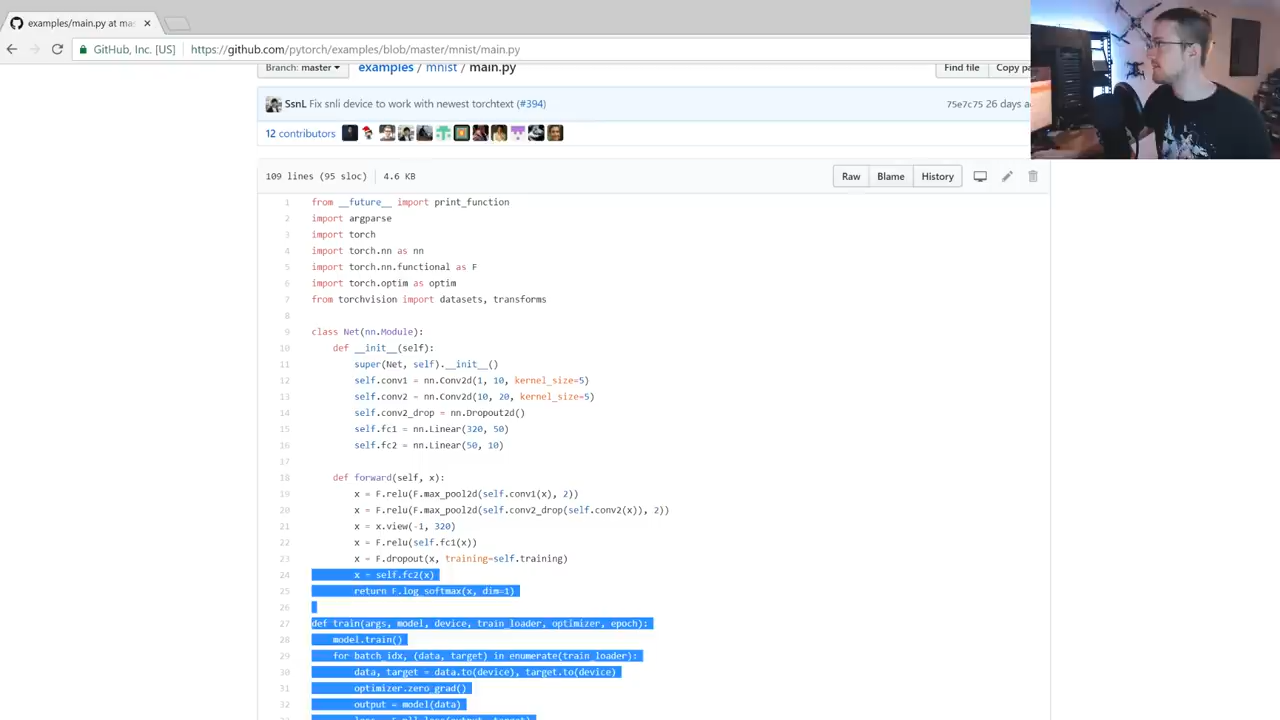 examples/main.py at mas
GitHub, Inc. [US] https://github.com/pytorch/examples/blob/master/mnist/main.py
Branch: master examples / mnist / main.py Find file Copy pa
SsnL Fix snli device to work with newest torchtext (#394) 75e7c75 26 days a
12 contributors
109 lines (95 sloc) 4.6 KB Raw Blame History
1 from __future__ import print_function
2 import argparse
3 import torch
4 import torch.nn as nn
5 import torch.nn.functional as F
6 import torch.optim as optim
7 from torchvision import datasets, transforms
8
9 class Net(nn.Module):
10 def __init__(self):
11 super(Net, self).__init__()
12 self.conv1 = nn.Conv2d(1, 10, kernel_size=5)
13 self.conv2 = nn.Conv2d(10, 20, kernel_size=5)
14 self.conv2_drop = nn.Dropout2d()
15 self.fc1 = nn.Linear(320, 50)
16 self.fc2 = nn.Linear(50, 10)
17
18 def forward(self, x):
19 x = F.relu(F.max_pool2d(self.conv1(x), 2))
20 x = F.relu(F.max_pool2d(self.conv2_drop(self.conv2(x)), 2))
21 x = x.view(-1, 320)
22 x = F.relu(self.fc1(x))
23 x = F.dropout(x, training=self.training)
24 x = self.fc2(x)
25 return F.log_softmax(x, dim=1)
26
27 def train(args, model, device, train_loader, optimizer, epoch):
28 model.train()
29 for batch_idx, (data, target) in enumerate(train_loader):
30 data, target = data.to(device), target.to(device)
31 optimizer.zero_grad()
32 output = model(data)